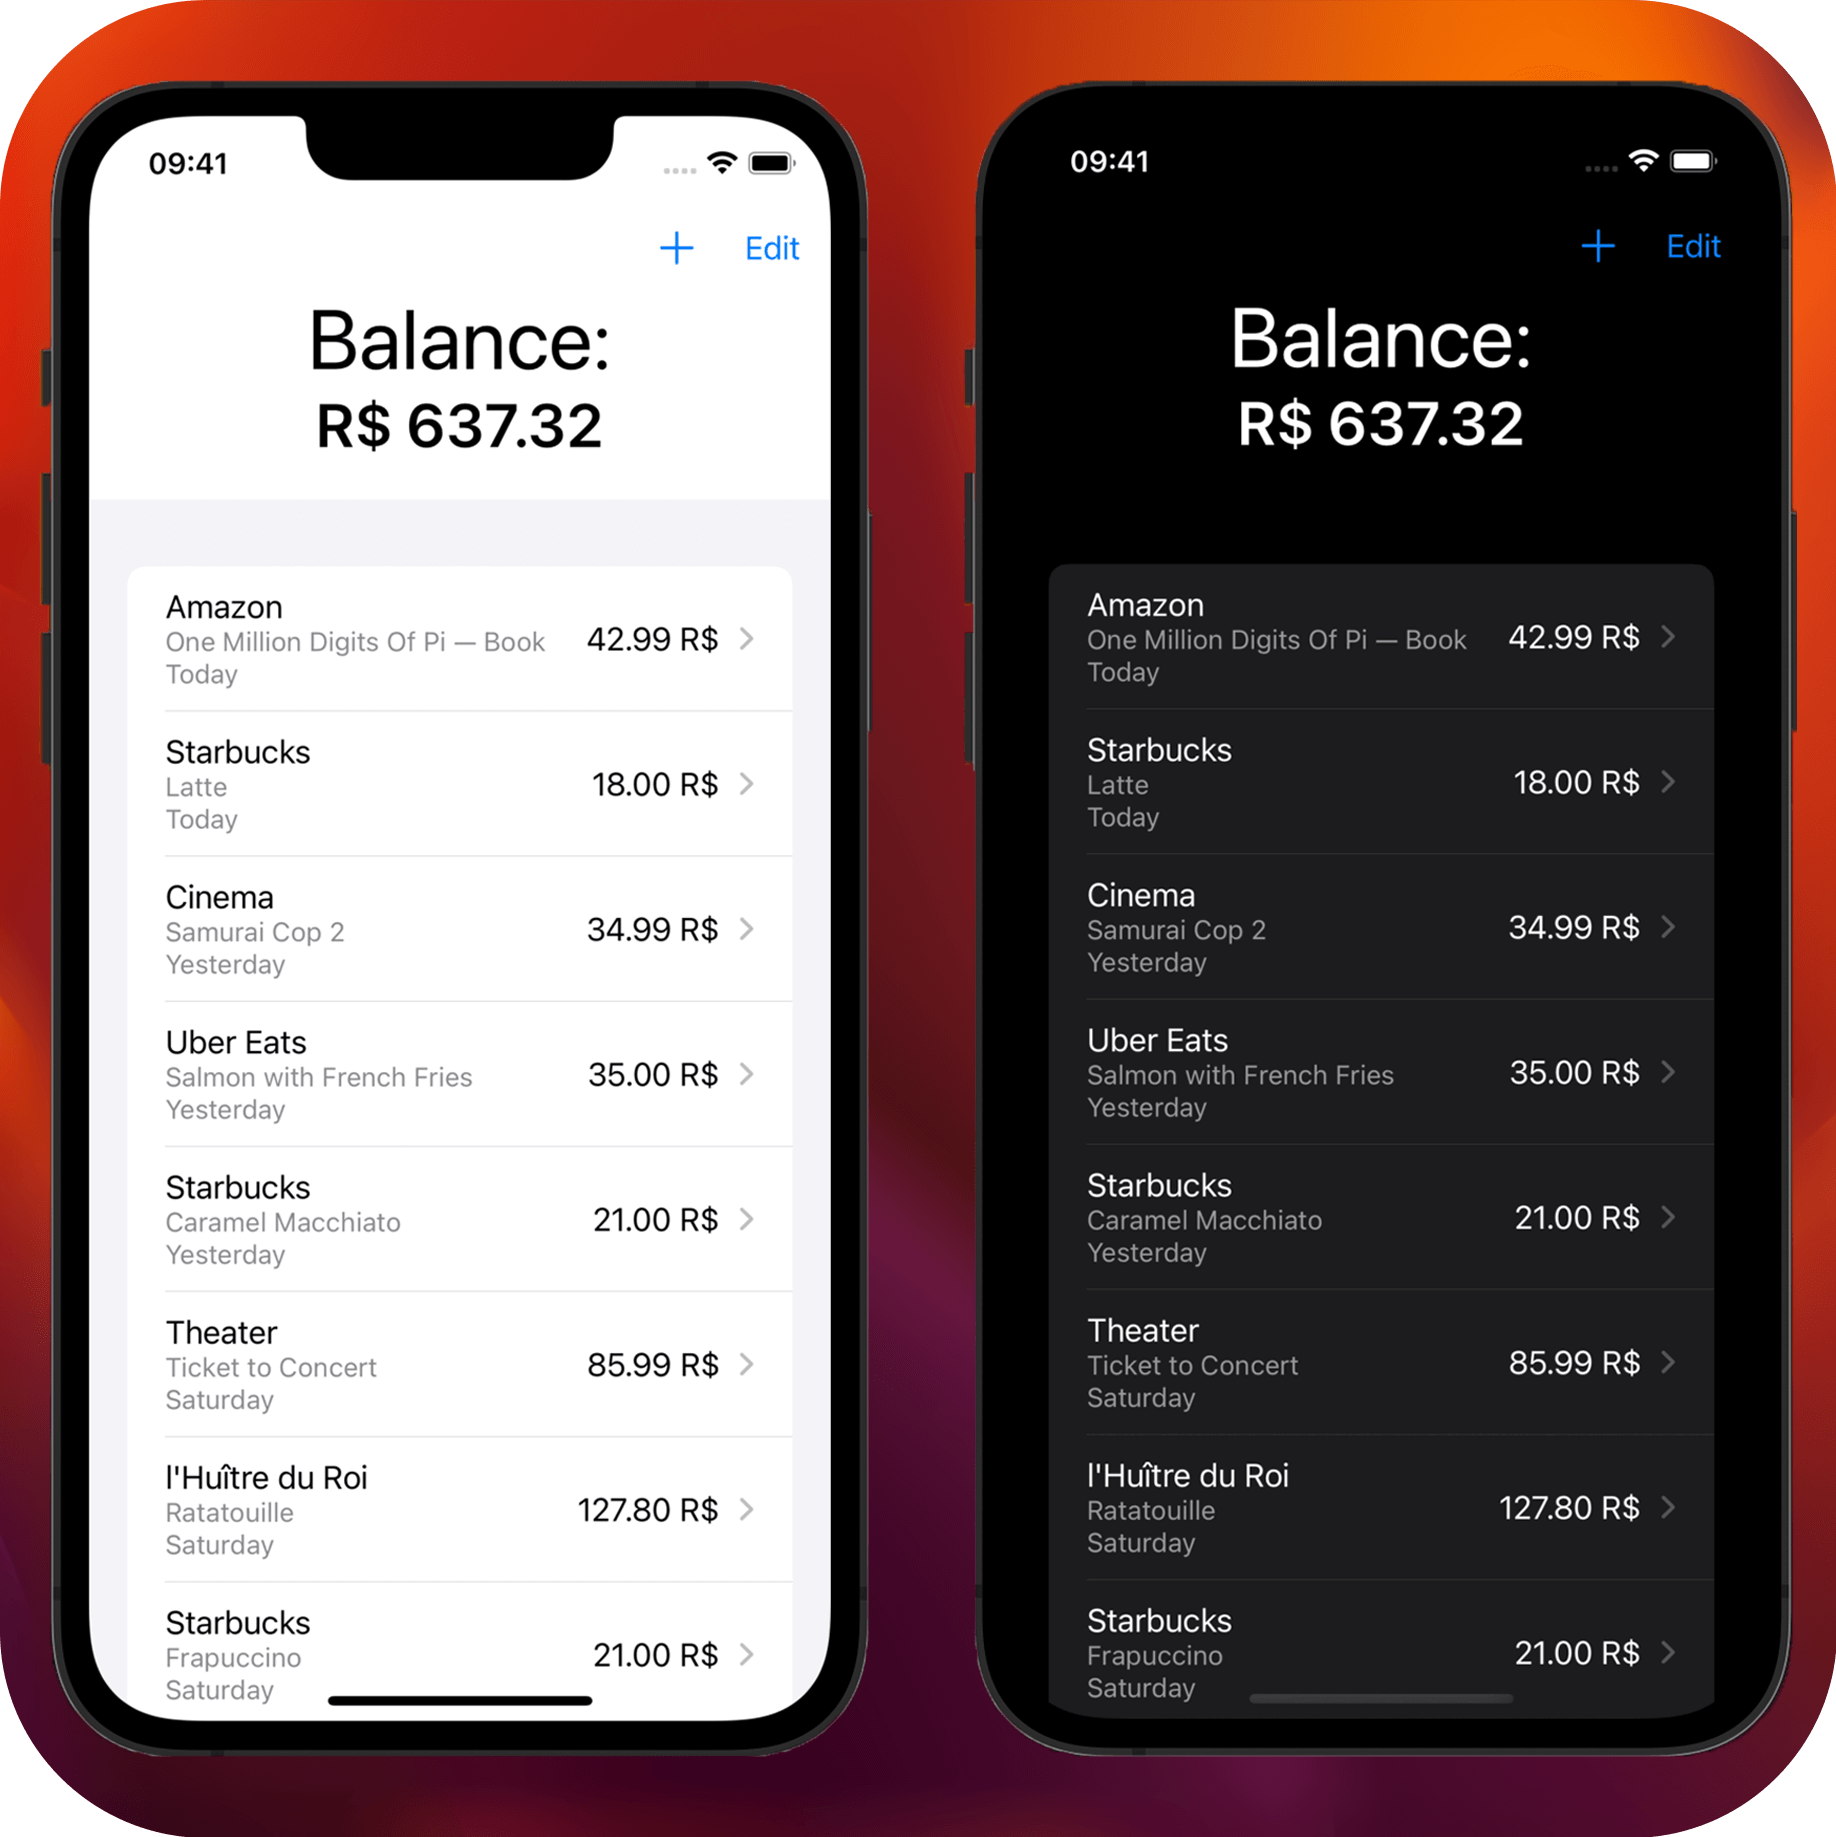 09:41
+ Edit
Balance:
R$ 637.32
Amazon
One Million Digits Of Pi — Book
Today
42.99 R$
Starbucks
Latte
Today
18.00 R$
Cinema
Samurai Cop 2
Yesterday
34.99 R$
Uber Eats
Salmon with French Fries
Yesterday
35.00 R$
Starbucks
Caramel Macchiato
Yesterday
21.00 R$
Theater
Ticket to Concert
Saturday
85.99 R$
l'Huître du Roi
Ratatouille
Saturday
127.80 R$
Starbucks
Frapuccino
Saturday
21.00 R$
09:41
+ Edit
Balance:
R$ 637.32
Amazon
One Million Digits Of Pi — Book
Today
42.99 R$
Starbucks
Latte
Today
18.00 R$
Cinema
Samurai Cop 2
Yesterday
34.99 R$
Uber Eats
Salmon with French Fries
Yesterday
35.00 R$
Starbucks
Caramel Macchiato
Yesterday
21.00 R$
Theater
Ticket to Concert
Saturday
85.99 R$
l'Huître du Roi
Ratatouille
Saturday
127.80 R$
Starbucks
Frapuccino
Saturday
21.00 R$